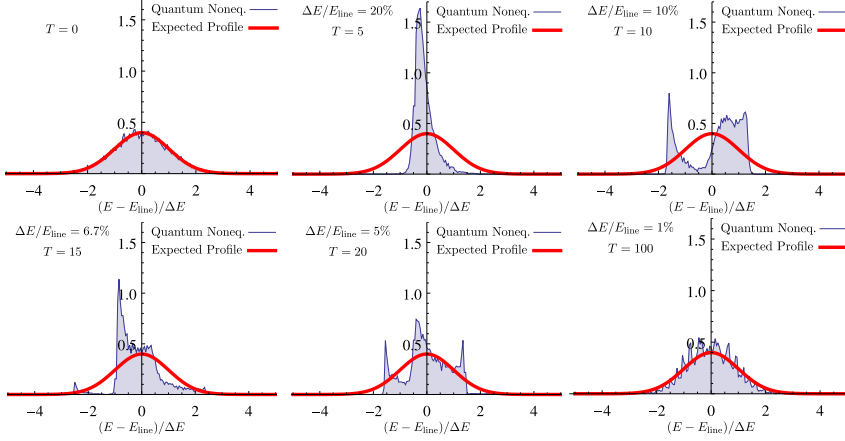 Quantum Noneq.
T = 0
Expected Profile
1.5
1.0
0.5
−4 −2 0 2 4
(E − E_line)/ΔE
ΔE/E_line = 20% Quantum Noneq.
T = 5 Expected Profile
1.5
1.0
0.5
−4 −2 0 2 4
(E − E_line)/ΔE
ΔE/E_line = 10% Quantum Noneq.
T = 10 Expected Profile
1.5
1.0
0.5
−4 −2 0 2 4
(E − E_line)/ΔE
ΔE/E_line = 6.7% Quantum Noneq.
T = 15 Expected Profile
1.5
1.0
0.5
−4 −2 0 2 4
(E − E_line)/ΔE
ΔE/E_line = 5% Quantum Noneq.
T = 20 Expected Profile
1.5
1.0
0.5
−4 −2 0 2 4
(E − E_line)/ΔE
ΔE/E_line = 1% Quantum Noneq.
T = 100 Expected Profile
1.5
1.0
0.5
−4 −2 0 2 4
(E − E_line)/ΔE